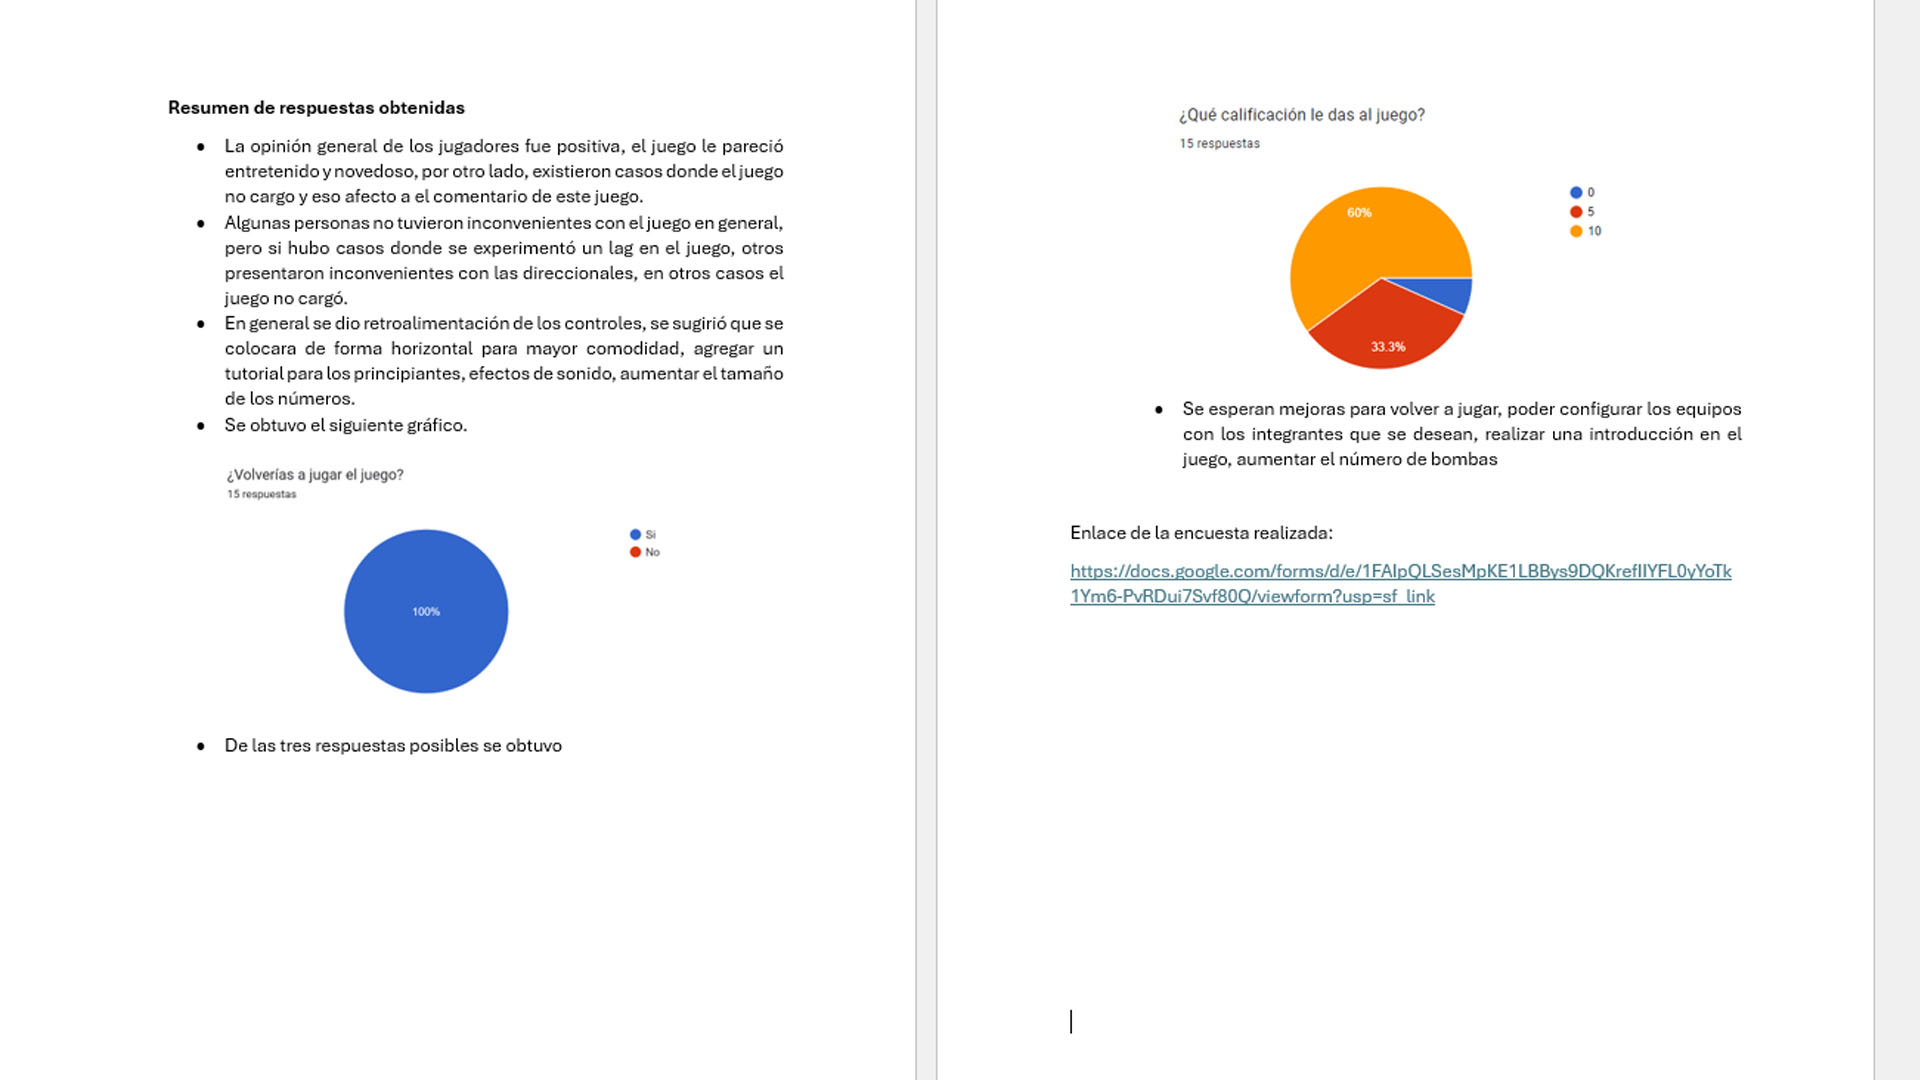 Resumen de respuestas obtenidas
• La opinión general de los jugadores fue positiva, el juego le pareció
entretenido y novedoso, por otro lado, existieron casos donde el juego
no cargo y eso afecto a el comentario de este juego.
• Algunas personas no tuvieron inconvenientes con el juego en general,
pero si hubo casos donde se experimentó un lag en el juego, otros
presentaron inconvenientes con las direccionales, en otros casos el
juego no cargó.
• En general se dio retroalimentación de los controles, se sugirió que se
colocara de forma horizontal para mayor comodidad, agregar un
tutorial para los principiantes, efectos de sonido, aumentar el tamaño
de los números.
• Se obtuvo el siguiente gráfico.
¿Volverías a jugar el juego?
15 respuestas
Si
No
100%
• De las tres respuestas posibles se obtuvo
¿Qué calificación le das al juego?
15 respuestas
0
5
10
60%
33.3%
• Se esperan mejoras para volver a jugar, poder configurar los equipos
con los integrantes que se desean, realizar una introducción en el
juego, aumentar el número de bombas
Enlace de la encuesta realizada:
https://docs.google.com/forms/d/e/1FAIpQLSesMpKE1LBBys9DQKrefIIYFL0yYoTk
1Ym6-PvRDui7Svf80Q/viewform?usp=sf_link